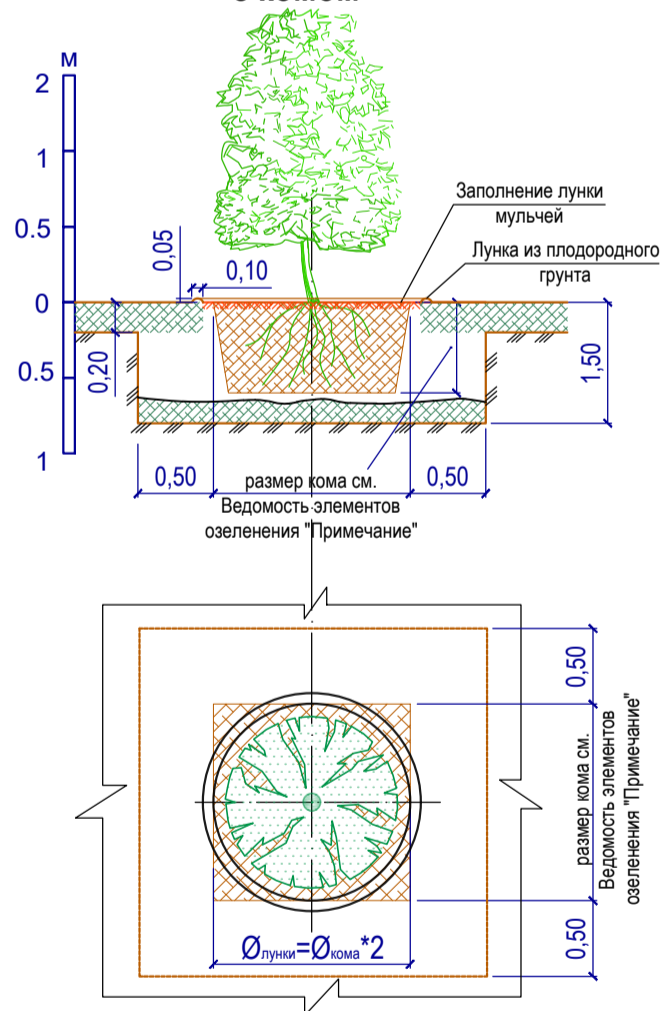 с комом
м
2
1
0.5
0
0.5
1
0,05
0,10
0,20
Заполнение лунки
мульчей
Лунка из плодородного
грунта
1,50
0,50
0,50
размер кома см.
Ведомость элементов
озеленения "Примечание"
0,50
размер кома см.
Ведомость элементов
озеленения "Примечание"
0,50
Øлунки=Øкома*2